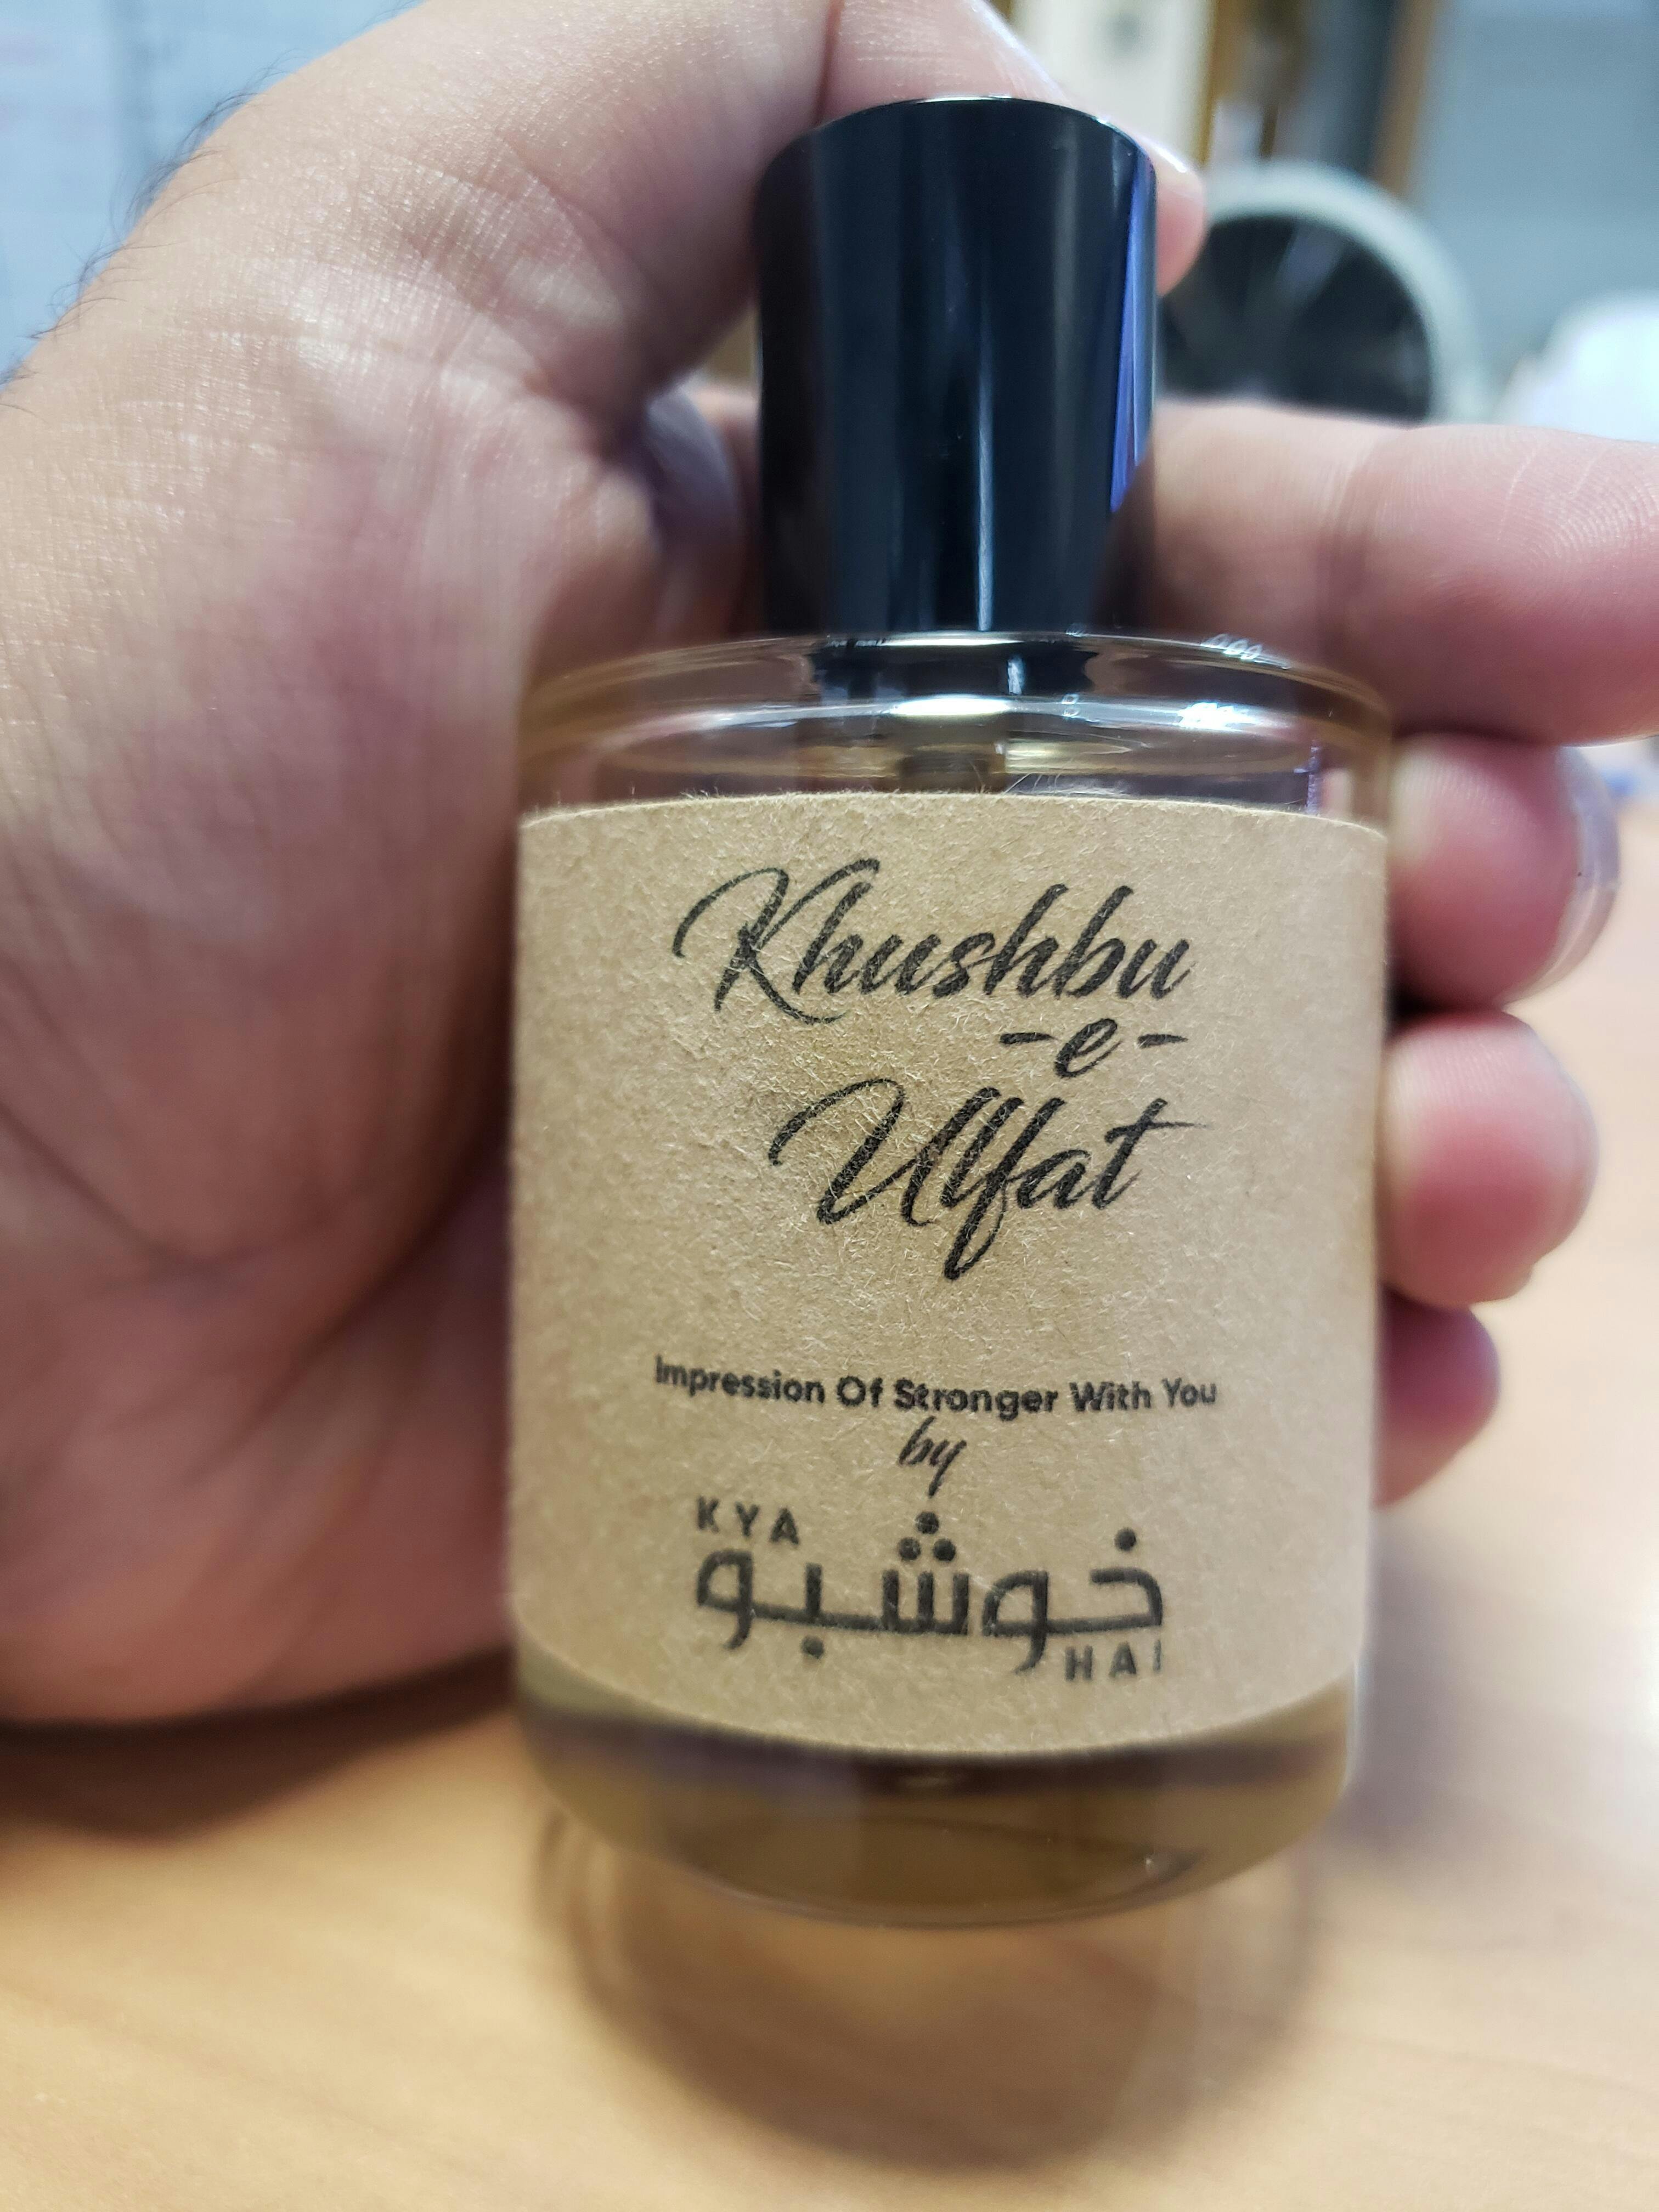 Khushbu
-e-
Ulfat
Impression Of Stronger With You
by
KYA
خوشبو
HAI